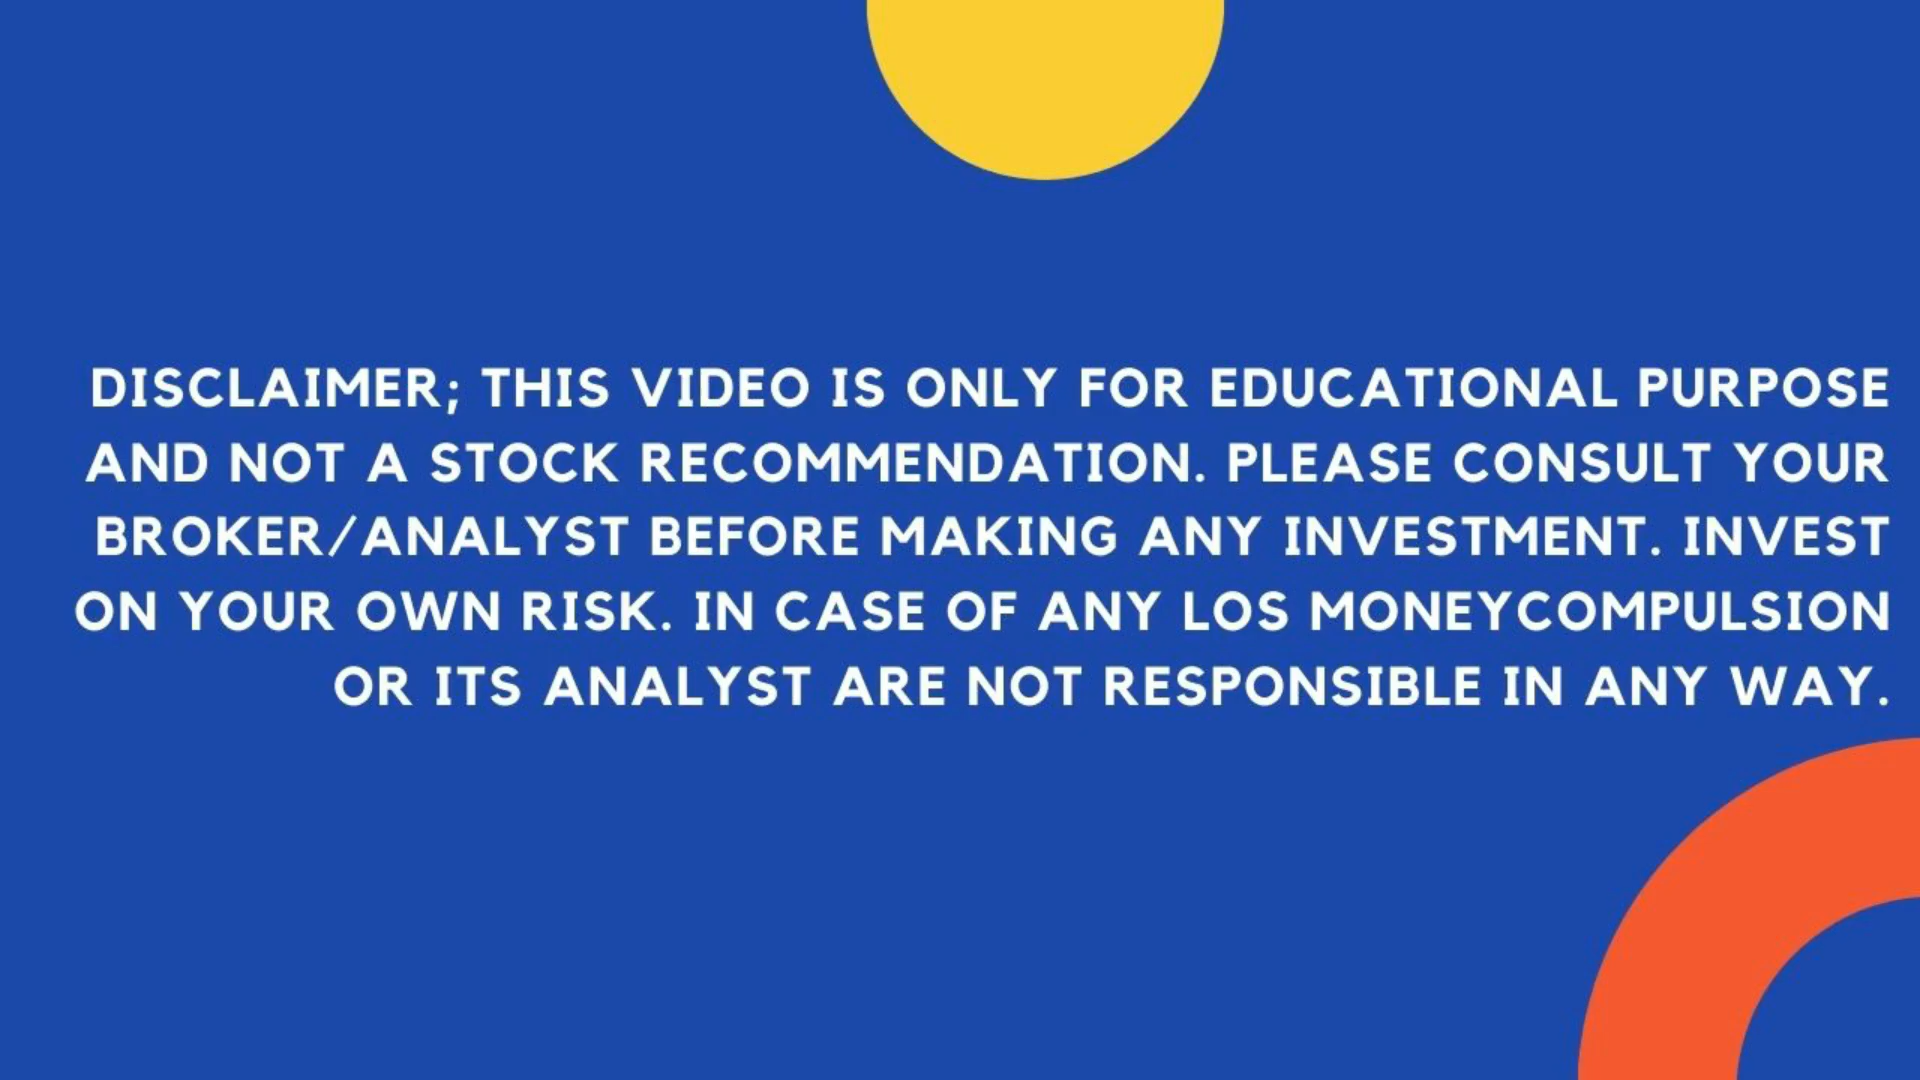 DISCLAIMER; THIS VIDEO IS ONLY FOR EDUCATIONAL PURPOSE
AND NOT A STOCK RECOMMENDATION. PLEASE CONSULT YOUR
BROKER/ANALYST BEFORE MAKING ANY INVESTMENT. INVEST
ON YOUR OWN RISK. IN CASE OF ANY LOS MONEYCOMPULSION
OR ITS ANALYST ARE NOT RESPONSIBLE IN ANY WAY.